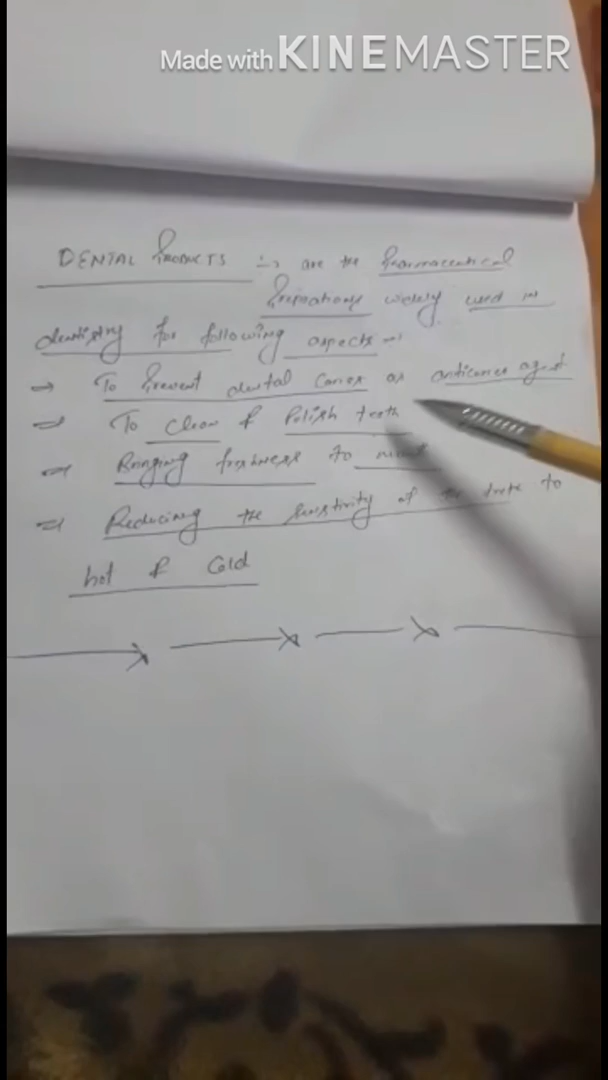 Made with KINEMASTER
DENTAL PRODUCTS :-> are the Pharmaceutical
Preparations widely used in
dentistry for following aspects :-
→ To Prevent dental caries as anticaries agent
→ To clean & Polish teeth
→ Bringing freshness to mouth
→ Reducing the sensitivity of the teeth to
hot & Cold